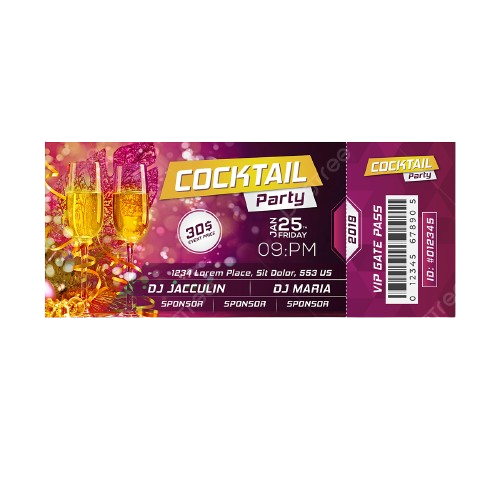 COCKTAIL
Party
30$
EVENT PRICE
JAN
25TH
FRIDAY
09:PM
1234 Lorem Place, Sit Dolor, 553 US
DJ JACCULIN
DJ MARIA
SPONSOR
SPONSOR
SPONSOR
2019
COCKTAIL
Party
VIP GATE PASS
0 12345 67890 5
ID: #012345